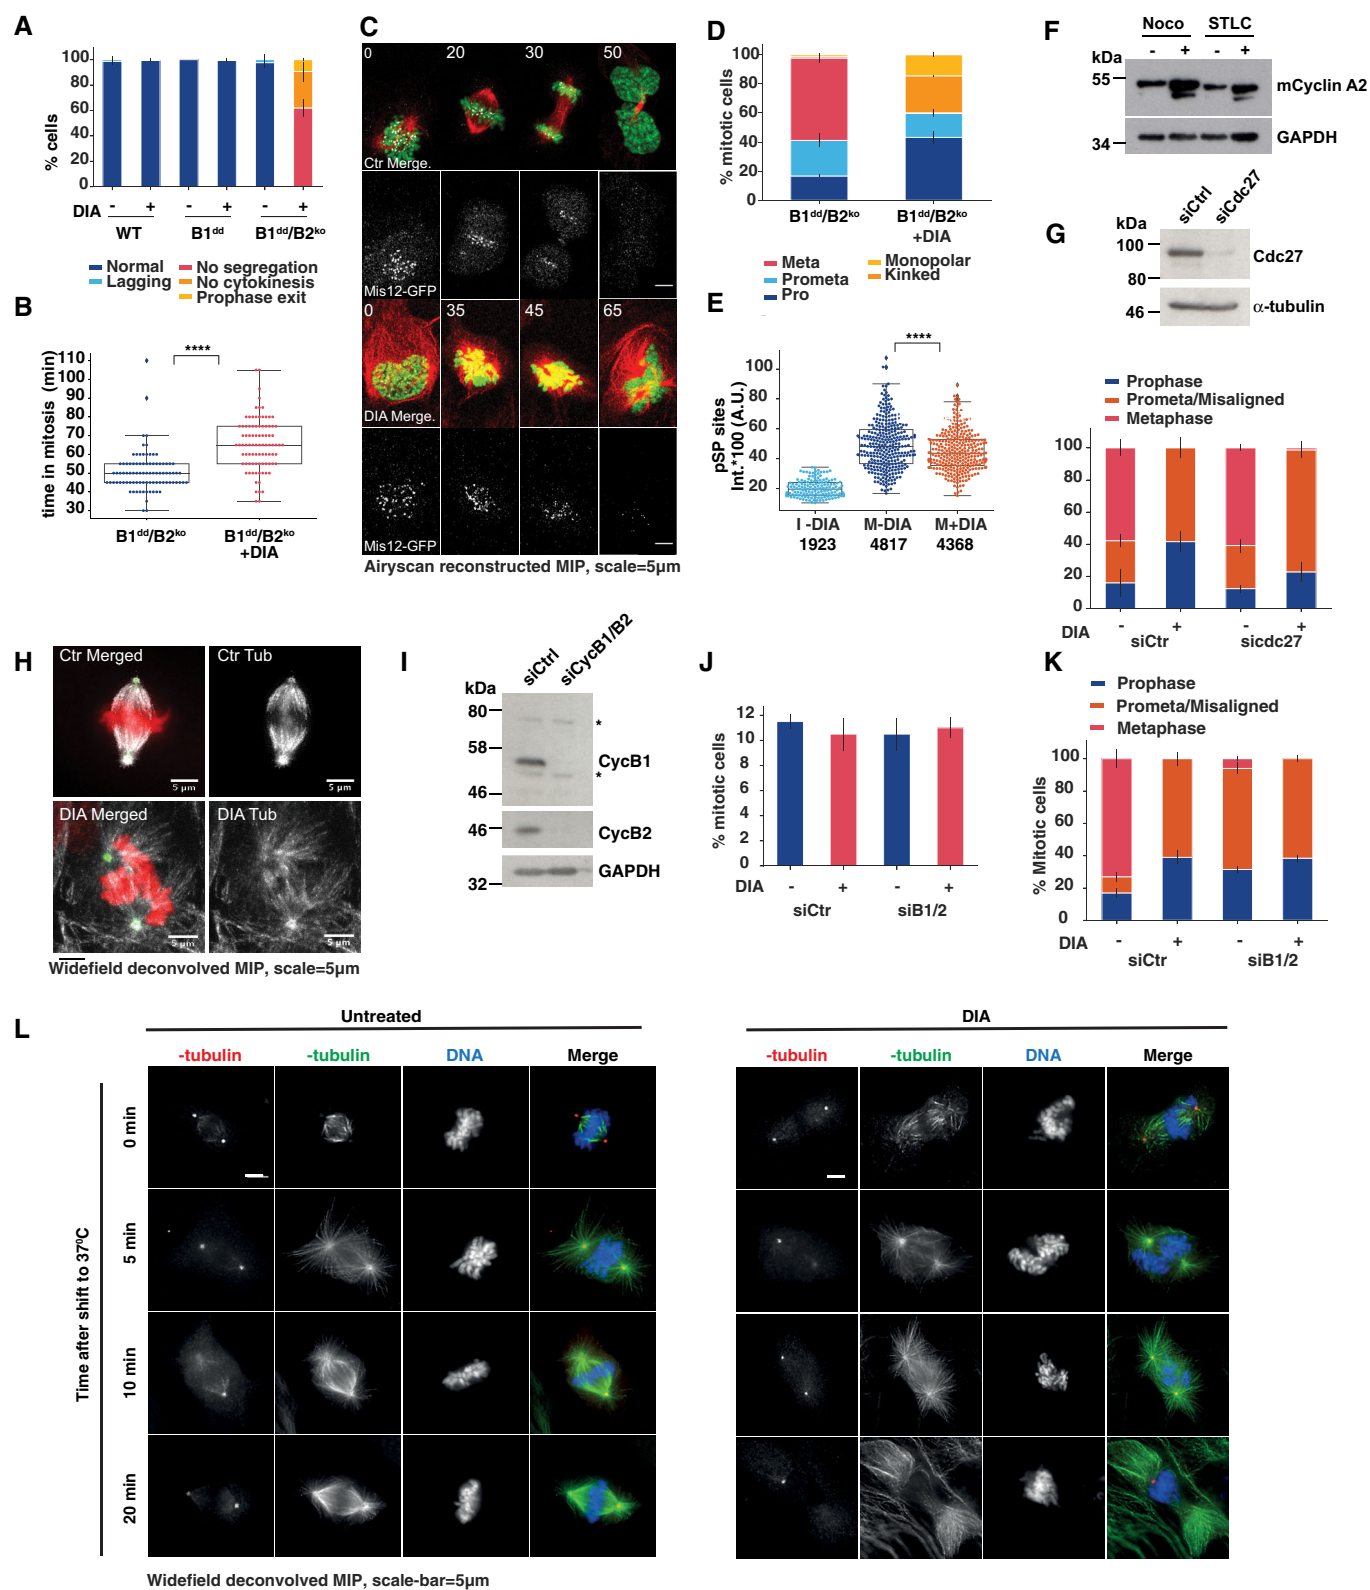 A
100
80
60
40
20
0
% cells
DIA
- + - + - +
WT B1dd B1dd/B2ko
Normal
Lagging
No segregation
No cytokinesis
Prophase exit
B
****
110
100
90
80
70
60
50
40
30
time in mitosis (min)
B1dd/B2ko B1dd/B2ko
+DIA
C
0 20 30 50
Ctr Merge.
Mis12-GFP
0 35 45 65
DIA Merge.
Mis12-GFP
Airyscan reconstructed MIP, scale=5µm
D
100
80
60
40
20
0
% mitotic cells
B1dd/B2ko B1dd/B2ko
+DIA
Meta
Prometa
Pro
Monopolar
Kinked
E
****
100
80
60
40
20
pSP sites
Int.*100 (A.U.)
I -DIA M-DIA M+DIA
1923 4817 4368
F
Noco STLC
- + - +
kDa
55
34
mCyclin A2
GAPDH
G
siCtrl siCdc27
kDa
100
80
46
Cdc27
α-tubulin
Prophase
Prometa/Misaligned
Metaphase
100
80
60
40
20
0
DIA - + - +
siCtr sicdc27
H
Ctr Merged
Ctr Tub
5 µm
5 µm
DIA Merged
DIA Tub
5 µm
5 µm
Widefield deconvolved MIP, scale=5µm
I
siCtrl siCycB1/B2
kDa
80
58
46
46
32
*
CycB1
*
CycB2
GAPDH
J
12
10
8
6
4
2
0
% mitotic cells
DIA - + - +
siCtr siB1/2
K
Prophase
Prometa/Misaligned
Metaphase
100
80
60
40
20
0
% Mitotic cells
DIA - + - +
siCtr siB1/2
L
Untreated
DIA
-tubulin -tubulin DNA Merge
-tubulin -tubulin DNA Merge
Time after shift to 37⁰C
0 min
5 min
10 min
20 min
Widefield deconvolved MIP, scale-bar=5µm